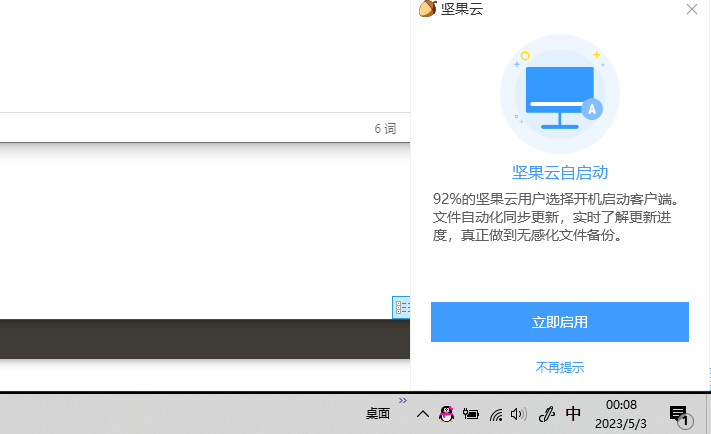 坚果云
A
6 词
坚果云自启动
92%的坚果云用户选择开机启动客户端。
文件自动化同步更新，实时了解更新进
度，真正做到无感化文件备份。
立即启用
不再提示
桌面
中
00:08
2023/5/3
1